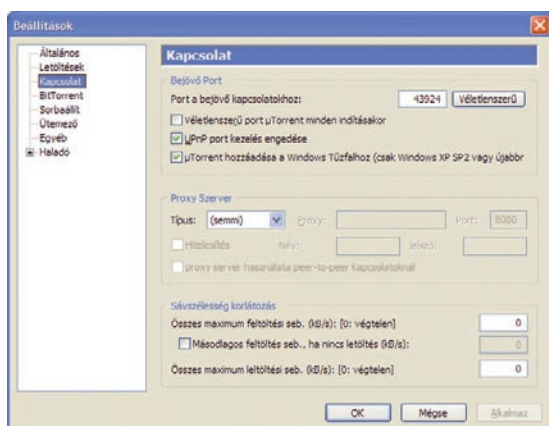 Beállítások
Általános
Letöltések
Kapcsolat
BitTorrent
Sorbaállít
Ütemező
Egyéb
Haladó
Kapcsolat
Bejövő Port
Port a bejövő kapcsolatokhoz: 43924 Véletlenszerű
Véletlenszerű port µTorrent minden indításakor
UPnP port kezelés engedése
µTorrent hozzáadása a Windows Tűzfalhoz (csak Windows XP SP2 vagy újabbr
Proxy Szerver
Típus: (semmi) Proxy: Port: 8080
Hitelesítés Név: Jelszó:
proxy server használata peer-to-peer kapcsolatoknál
Sávszélesség korlátozás
Összes maximum feltöltési seb. (kB/s): [0: végtelen] 0
Másodlagos feltöltés seb., ha nincs letöltés (kB/s): 0
Összes maximum leltöltési seb. (kB/s): [0: végtelen] 0
OK Mégse Alkalmaz